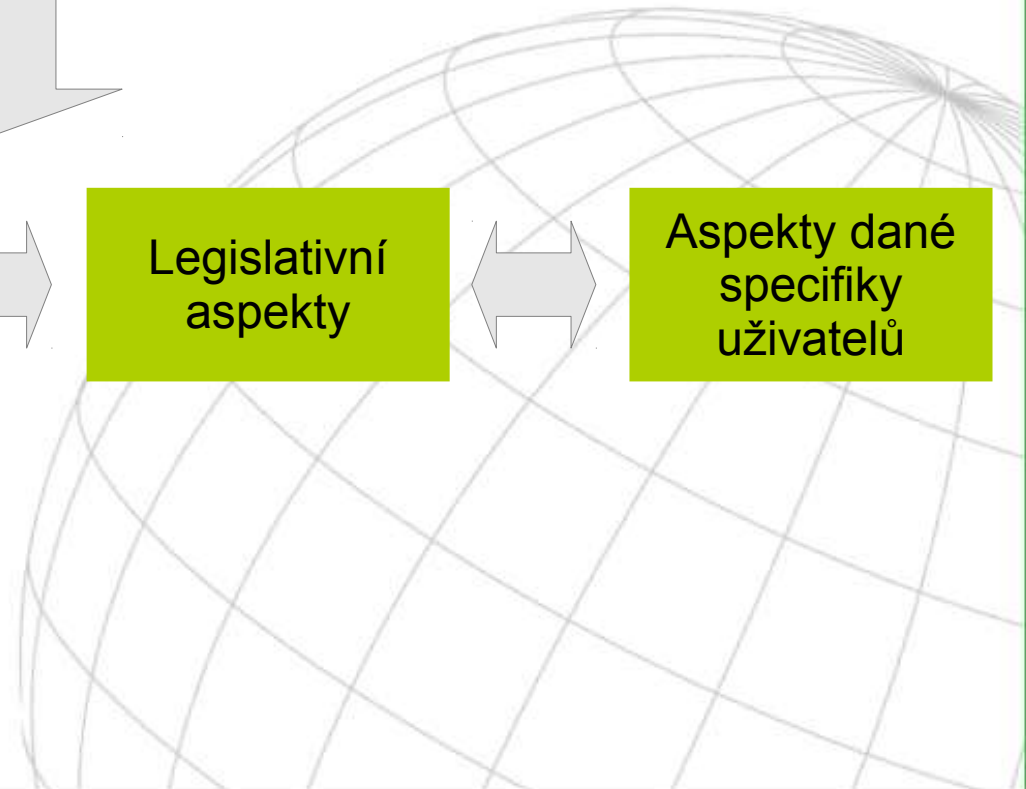 Legislativní
aspekty
Aspekty dané
specifiky
uživatelů